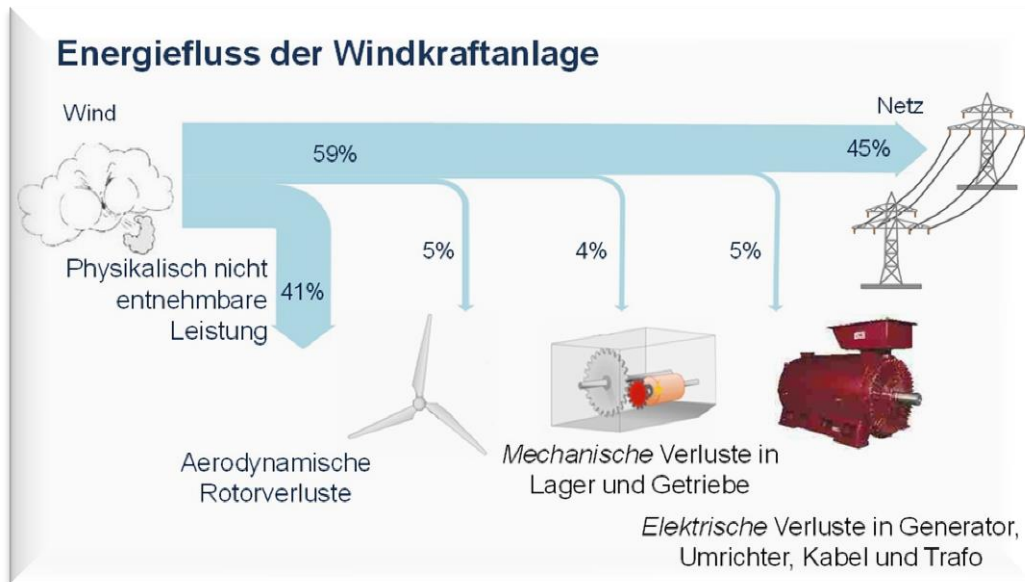 Energiefluss der Windkraftanlage
Wind
Netz
59%
45%
Physikalisch nicht
entnehmbare
Leistung
41%
5%
4%
5%
Aerodynamische
Rotorverluste
Mechanische Verluste in
Lager und Getriebe
Elektrische Verluste in Generator,
Umrichter, Kabel und Trafo